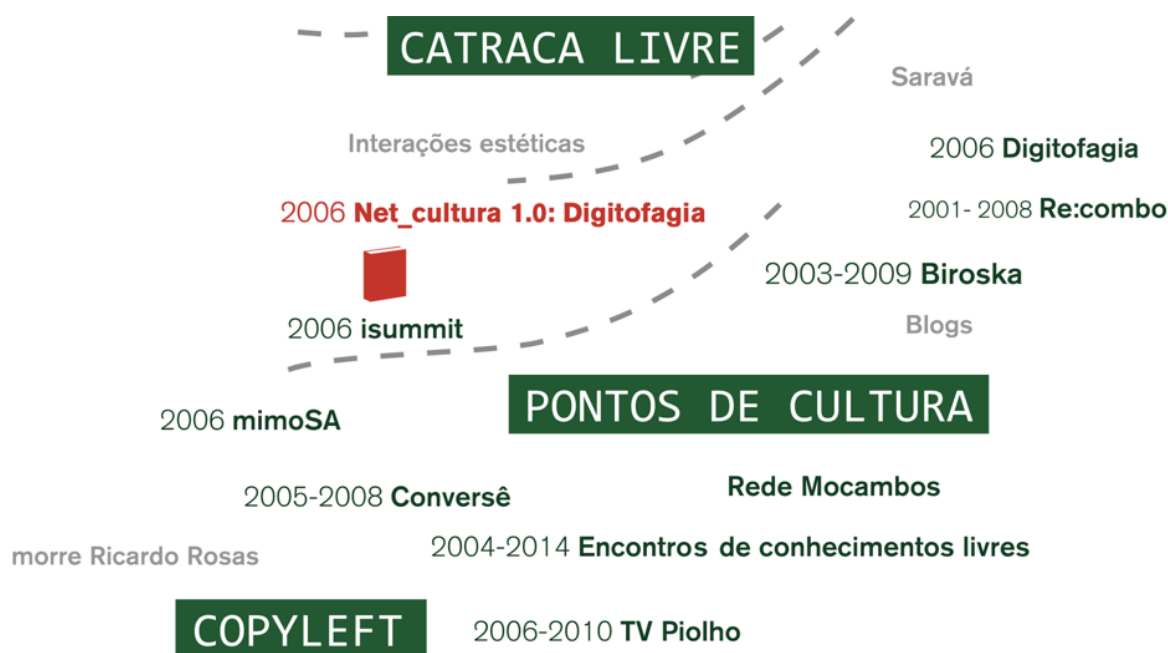 CATRACA LIVRE
Saravá
Interações estéticas
2006 Digitofagia
2006 Net_cultura 1.0: Digitofagia
2001- 2008 Re:combo
2003-2009 Biroska
2006 isummit
Blogs
PONTOS DE CULTURA
2006 mimoSA
Rede Mocambos
2005-2008 Conversê
2004-2014 Encontros de conhecimentos livres
morre Ricardo Rosas
COPYLEFT
2006-2010 TV Piolho